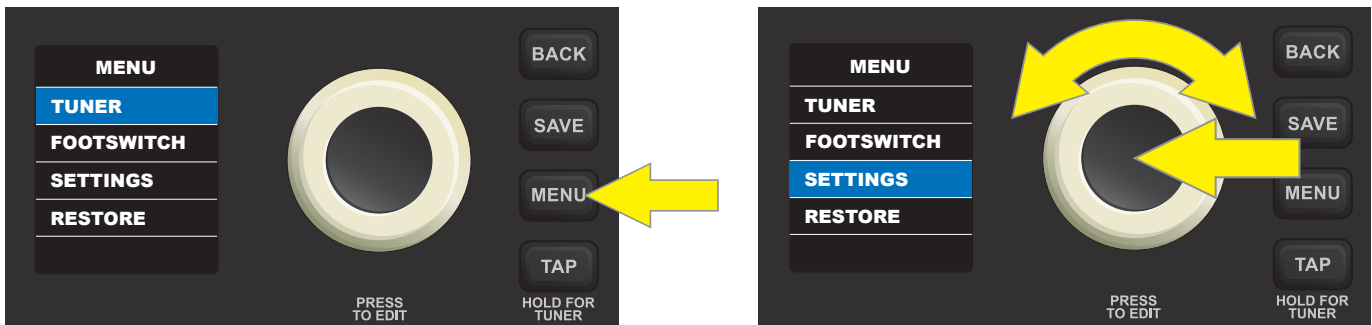 MENU
TUNER
FOOTSWITCH
SETTINGS
RESTORE
BACK
SAVE
MENU
TAP
PRESS
TO EDIT
HOLD FOR
TUNER
MENU
TUNER
FOOTSWITCH
SETTINGS
RESTORE
BACK
SAVE
MENU
TAP
PRESS
TO EDIT
HOLD FOR
TUNER